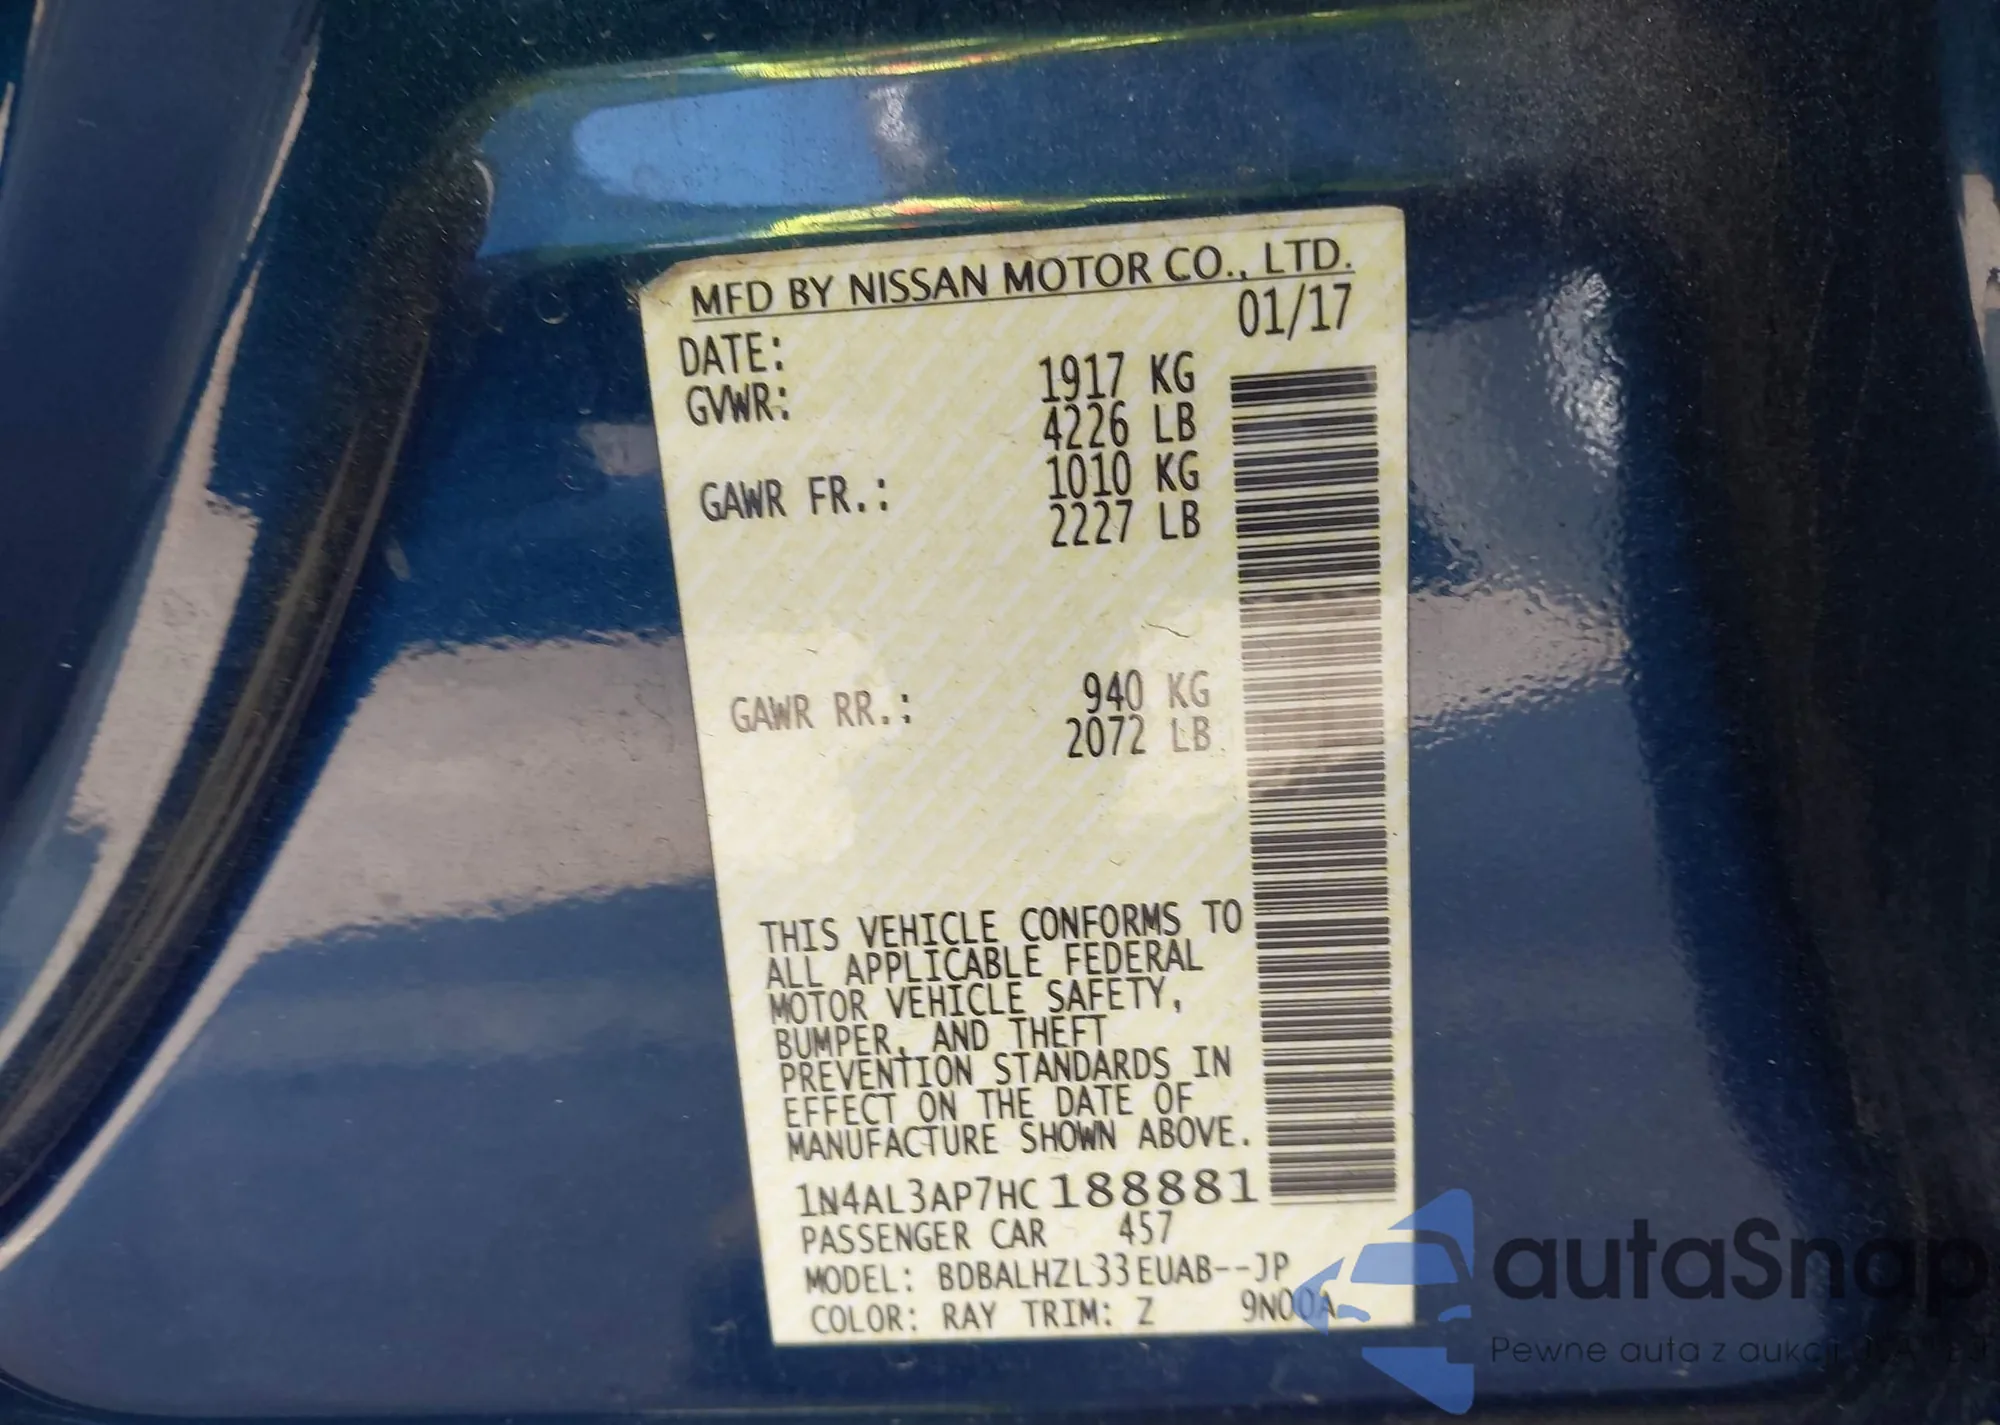 MFD BY NISSAN MOTOR CO., LTD.
DATE: 01/17
GVWR: 1917 KG
4226 LB
GAWR FR.: 1010 KG
2227 LB
GAWR RR.: 940 KG
2072 LB
THIS VEHICLE CONFORMS TO
ALL APPLICABLE FEDERAL
MOTOR VEHICLE SAFETY,
BUMPER, AND THEFT
PREVENTION STANDARDS IN
EFFECT ON THE DATE OF
MANUFACTURE SHOWN ABOVE.
1N4AL3AP7HC188881
PASSENGER CAR 457
MODEL: BDBALHZL33EUAB--JP
COLOR: RAY TRIM: Z 9N00A
autaSnap
Pewne auta z aukcji